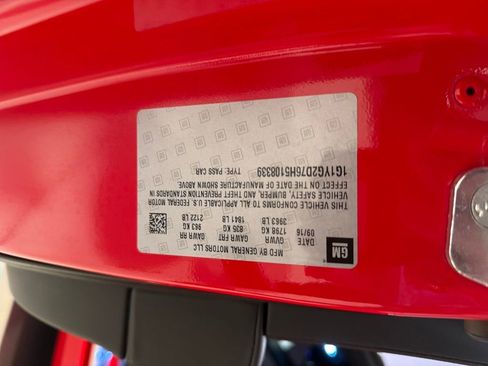 GM
MFD BY GENERAL MOTORS LLC
DATE GVWR GAWR FRT GAWR RR
09/16 1798 KG 835 KG 963 KG
3963 LB 1841 LB 2122 LB
THIS VEHICLE CONFORMS TO ALL APPLICABLE U.S. FEDERAL MOTOR
VEHICLE SAFETY, BUMPER, AND THEFT PREVENTION STANDARDS IN
EFFECT ON THE DATE OF MANUFACTURE SHOWN ABOVE.
1G1YG2D76H5108339 TYPE: PASS CAR